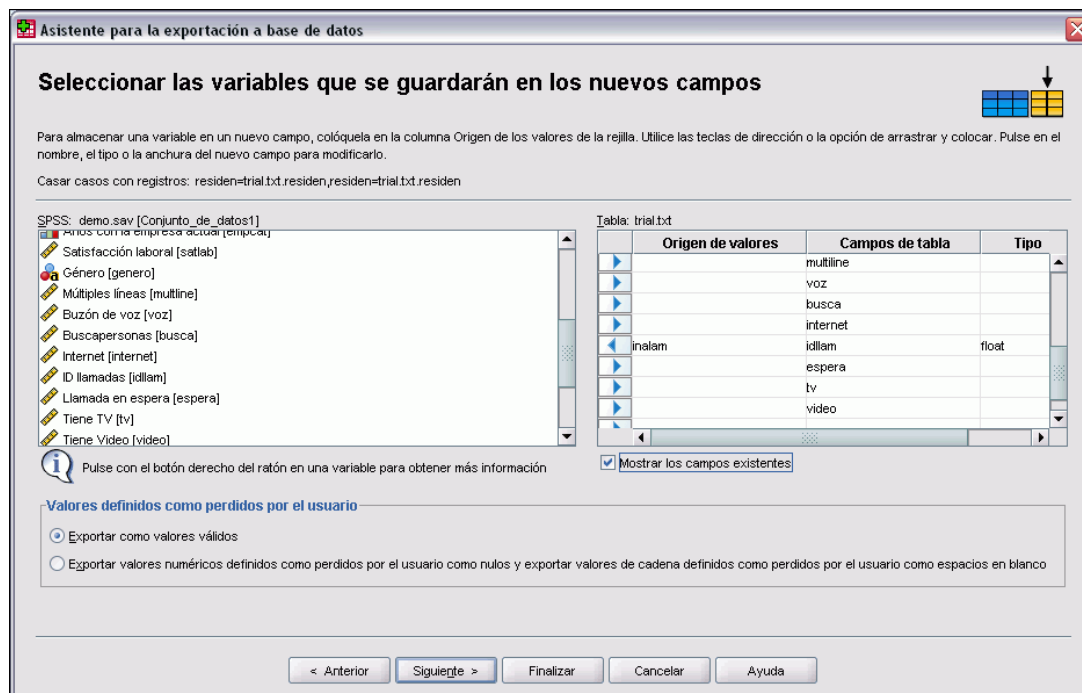 Asistente para la exportación a base de datos
Seleccionar las variables que se guardarán en los nuevos campos
Para almacenar una variable en un nuevo campo, colóquela en la columna Origen de los valores de la rejilla. Utilice las teclas de dirección o la opción de arrastrar y colocar. Pulse en el
nombre, el tipo o la anchura del nuevo campo para modificarlo.
Casar casos con registros: residen=trial.txt.residen,residen=trial.txt.residen
SPSS: demo.sav [Conjunto_de_datos1]
Años con la empresa actual [empcat]
Satisfacción laboral [satlab]
Género [genero]
Múltiples líneas [multline]
Buzón de voz [voz]
Buscapersonas [busca]
Internet [internet]
ID llamadas [idllam]
Llamada en espera [espera]
Tiene TV [tv]
Tiene Video [video]
Pulse con el botón derecho del ratón en una variable para obtener más información
Tabla: trial.txt
Origen de valores Campos de tabla Tipo
multiline
voz
busca
internet
inalam idllam float
espera
tv
video
Mostrar los campos existentes
Valores definidos como perdidos por el usuario
Exportar como valores válidos
Exportar valores numéricos definidos como perdidos por el usuario como nulos y exportar valores de cadena definidos como perdidos por el usuario como espacios en blanco
< Anterior Siguiente > Finalizar Cancelar Ayuda